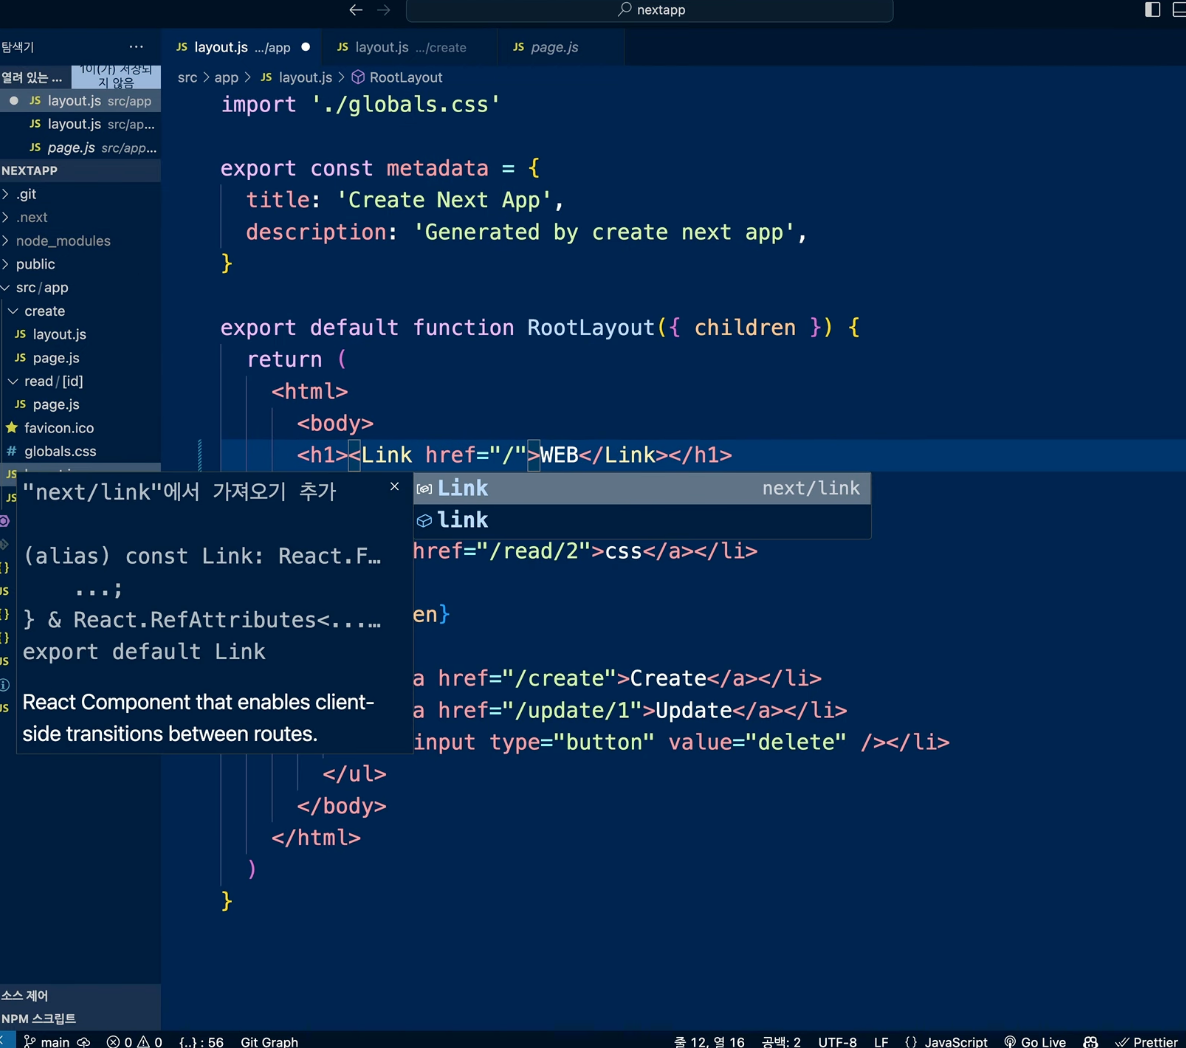 nextapp
탐색기
JS layout.js .../app
JS layout.js .../create
JS page.js
열려 있는 ...
1이(가) 저장되
지 않음
JS layout.js src/app
JS layout.js src/ap...
JS page.js src/app...
src > app > JS layout.js > RootLayout
NEXTAPP
.git
.next
node_modules
public
src/app
create
JS layout.js
JS page.js
read/[id]
JS page.js
favicon.ico
# globals.css
JS
JS
{}
JS
{}
{}
JS
JS
import './globals.css'
export const metadata = {
title: 'Create Next App',
description: 'Generated by create next app',
}
export default function RootLayout({ children }) {
return (
<html>
<body>
<h1><Link href="/">WEB</Link></h1>
"next/link"에서 가져오기 추가
Link next/link
link
(alias) const Link: React.F...
...;
} & React.RefAttributes<......
export default Link
React Component that enables client-
side transitions between routes.
href="/read/2">css</a></li>
en}
a href="/create">Create</a></li>
a href="/update/1">Update</a></li>
input type="button" value="delete" /></li>
</ul>
</body>
</html>
)
}
소스 제어
NPM 스크립트
main 0 0 {..} : 56 Git Graph 줄 12, 열 16 공백: 2 UTF-8 LF {} JavaScript Go Live Prettier